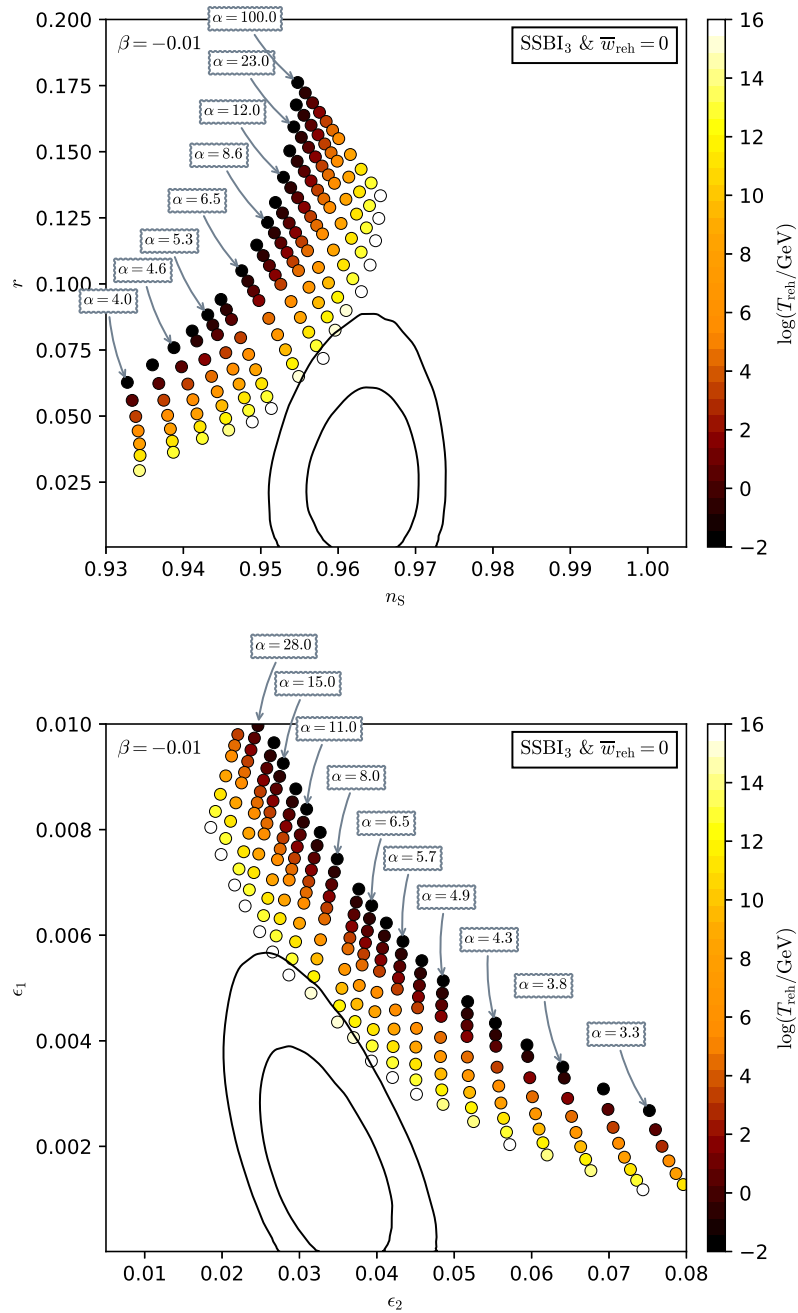 α = 100.0
0.200
β = −0.01
SSBI₃ & w̅_reh = 0
16
α = 23.0
0.175
14
α = 12.0
0.150
12
α = 8.6
0.125
10
α = 6.5
8
α = 5.3
0.100
α = 4.6
6
α = 4.0
0.075
4
0.050
2
0.025
0
−2
r
log(T_reh/GeV)
0.93 0.94 0.95 0.96 0.97 0.98 0.99 1.00
n_S
α = 28.0
α = 15.0
0.010
β = −0.01
α = 11.0
SSBI₃ & w̅_reh = 0
16
α = 8.0
14
0.008
α = 6.5
12
α = 5.7
10
α = 4.9
0.006
8
α = 4.3
6
α = 3.8
0.004
α = 3.3
4
0.002
2
0
−2
ϵ₁
log(T_reh/GeV)
0.01 0.02 0.03 0.04 0.05 0.06 0.07 0.08
ϵ₂